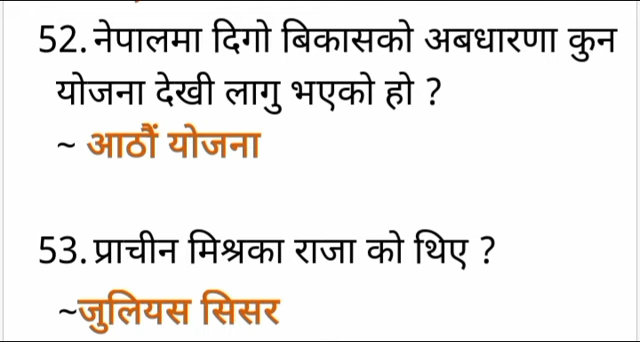 52. नेपालमा दिगो बिकासको अबधारणा कुन
योजना देखी लागु भएको हो ?
~ आठौं योजना
53. प्राचीन मिश्रका राजा को थिए ?
~जुलियस सिसर